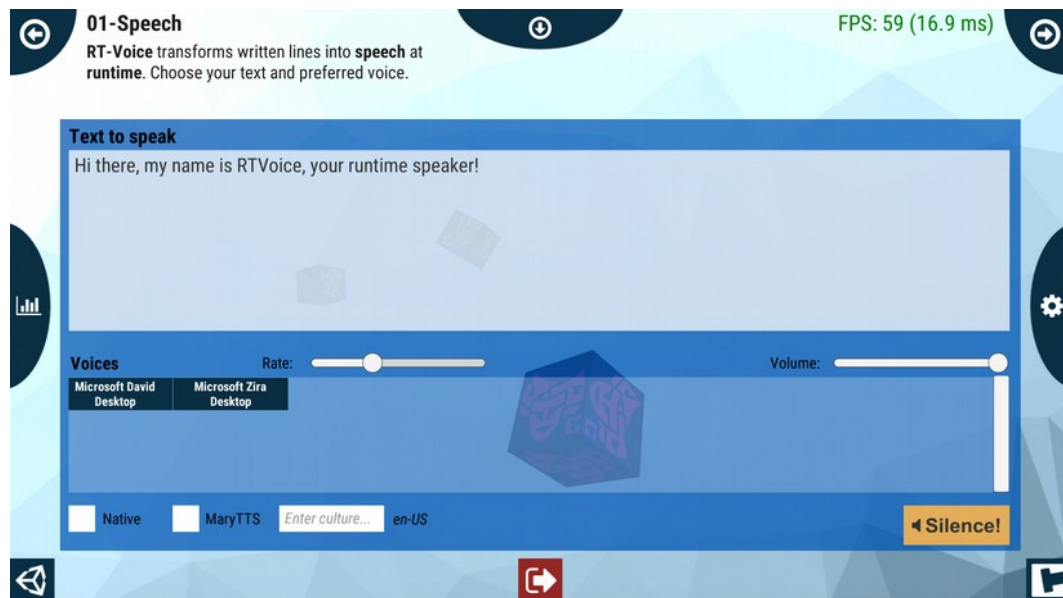 01-Speech
FPS: 59 (16.9 ms)
RT-Voice transforms written lines into speech at
runtime. Choose your text and preferred voice.
Text to speak
Hi there, my name is RTVoice, your runtime speaker!
Voices
Rate:
Volume:
Microsoft David
Desktop
Microsoft Zira
Desktop
Native
MaryTTS
Enter culture...
en-US
Silence!